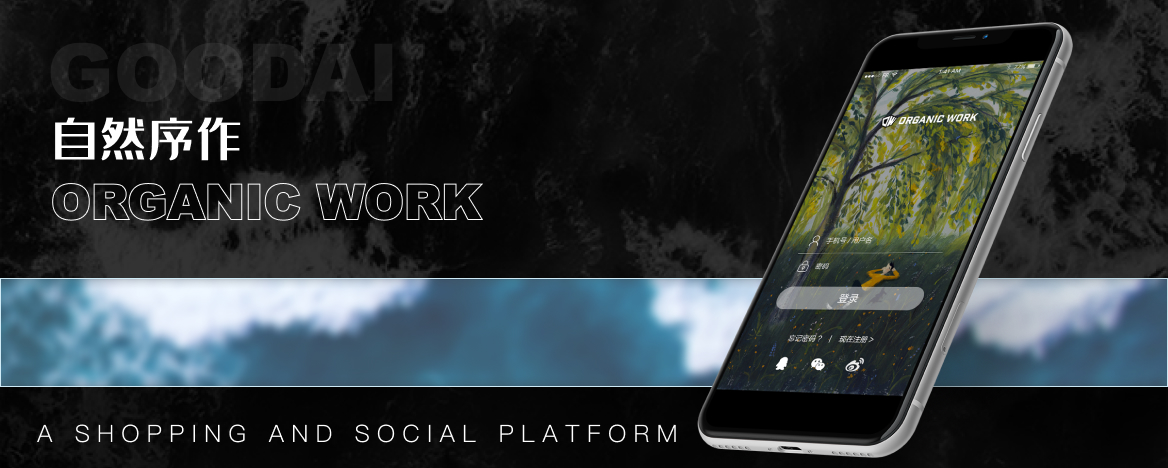 GOODAI
自然序作
ORGANIC WORK
A SHOPPING AND SOCIAL PLATFORM
1:41 AM
ORGANIC WORK
手机号 / 用户名
密码
登录
忘记密码？ | 现在注册 >